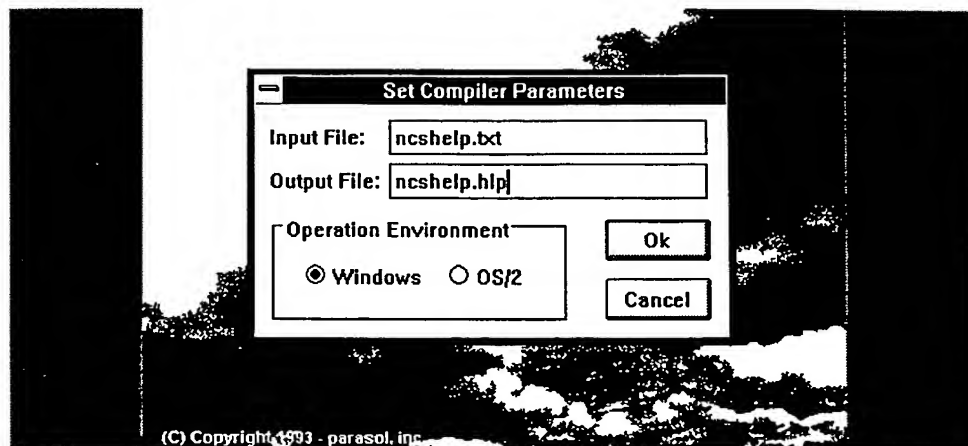 Set Compiler Parameters
Input File: ncshelp.txt
Output File: ncshelp.hlp
Operation Environment
Windows OS/2
Ok
Cancel
(C) Copyright 1993 - parasol, inc